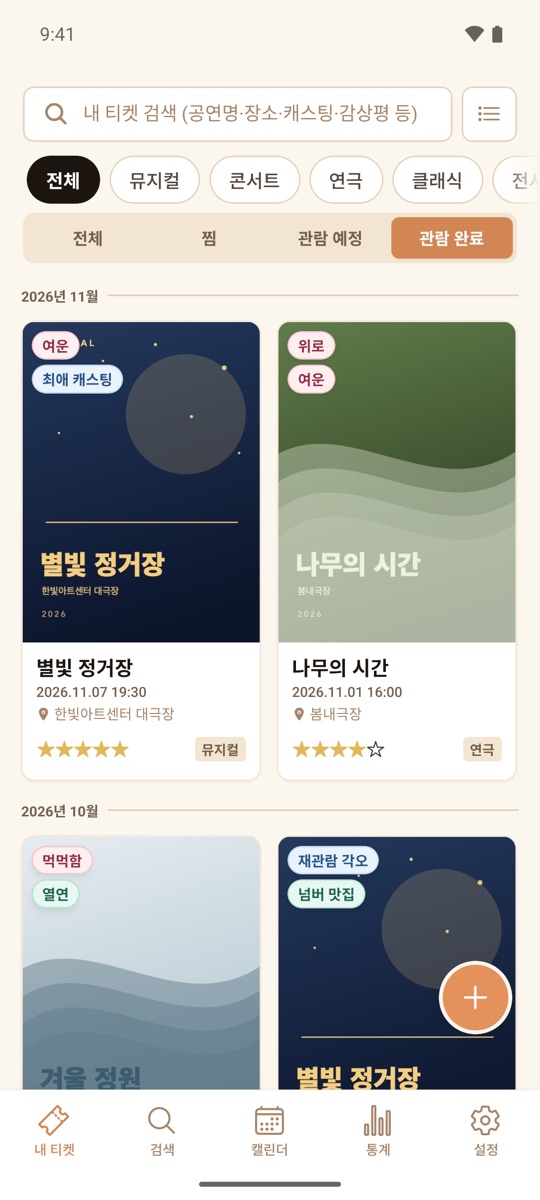 9:41
내 티켓 검색 (공연명·장소·캐스팅·감상평 등)
전체 뮤지컬 콘서트 연극 클래식
전체 찜 관람 예정 관람 완료
2026년 11월
여운 AL
최애 캐스팅
별빛 정거장
한빛아트센터 대극장
2026
별빛 정거장
2026.11.07 19:30
한빛아트센터 대극장
뮤지컬
위로
여운
나무의 시간
봄내극장
2026
나무의 시간
2026.11.01 16:00
봄내극장
연극
2026년 10월
먹먹함
열연
겨울 정원
재관람 각오
넘버 맛집
별빛 정거장
내 티켓 검색 캘린더 통계 설정